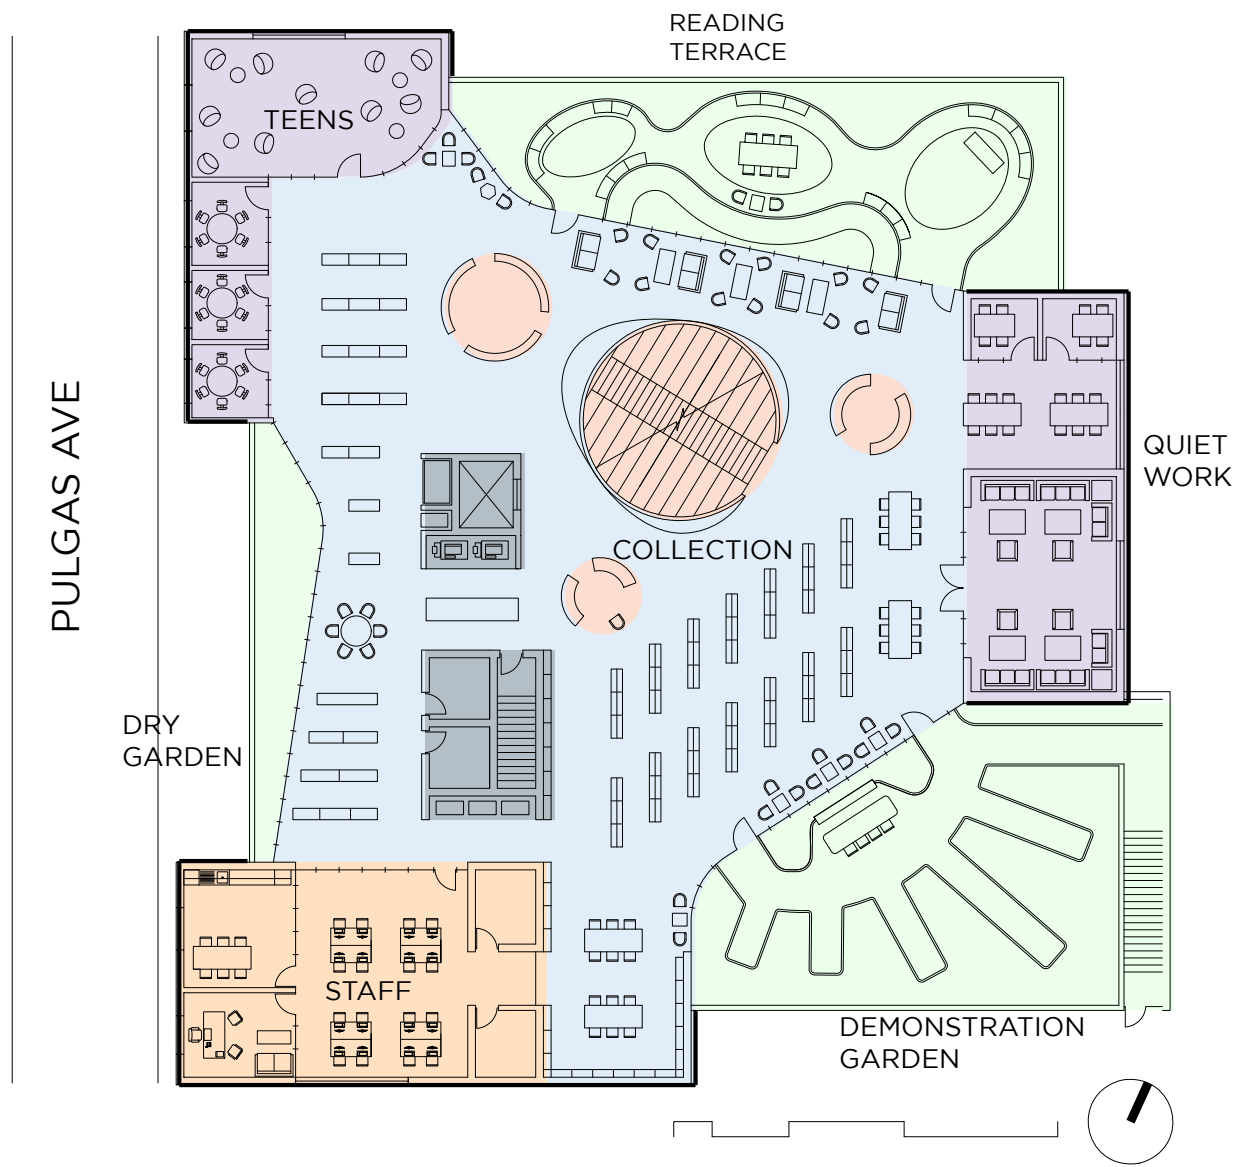 READING
TERRACE
TEENS
PULGAS AVE
QUIET
WORK
COLLECTION
DRY
GARDEN
STAFF
DEMONSTRATION
GARDEN